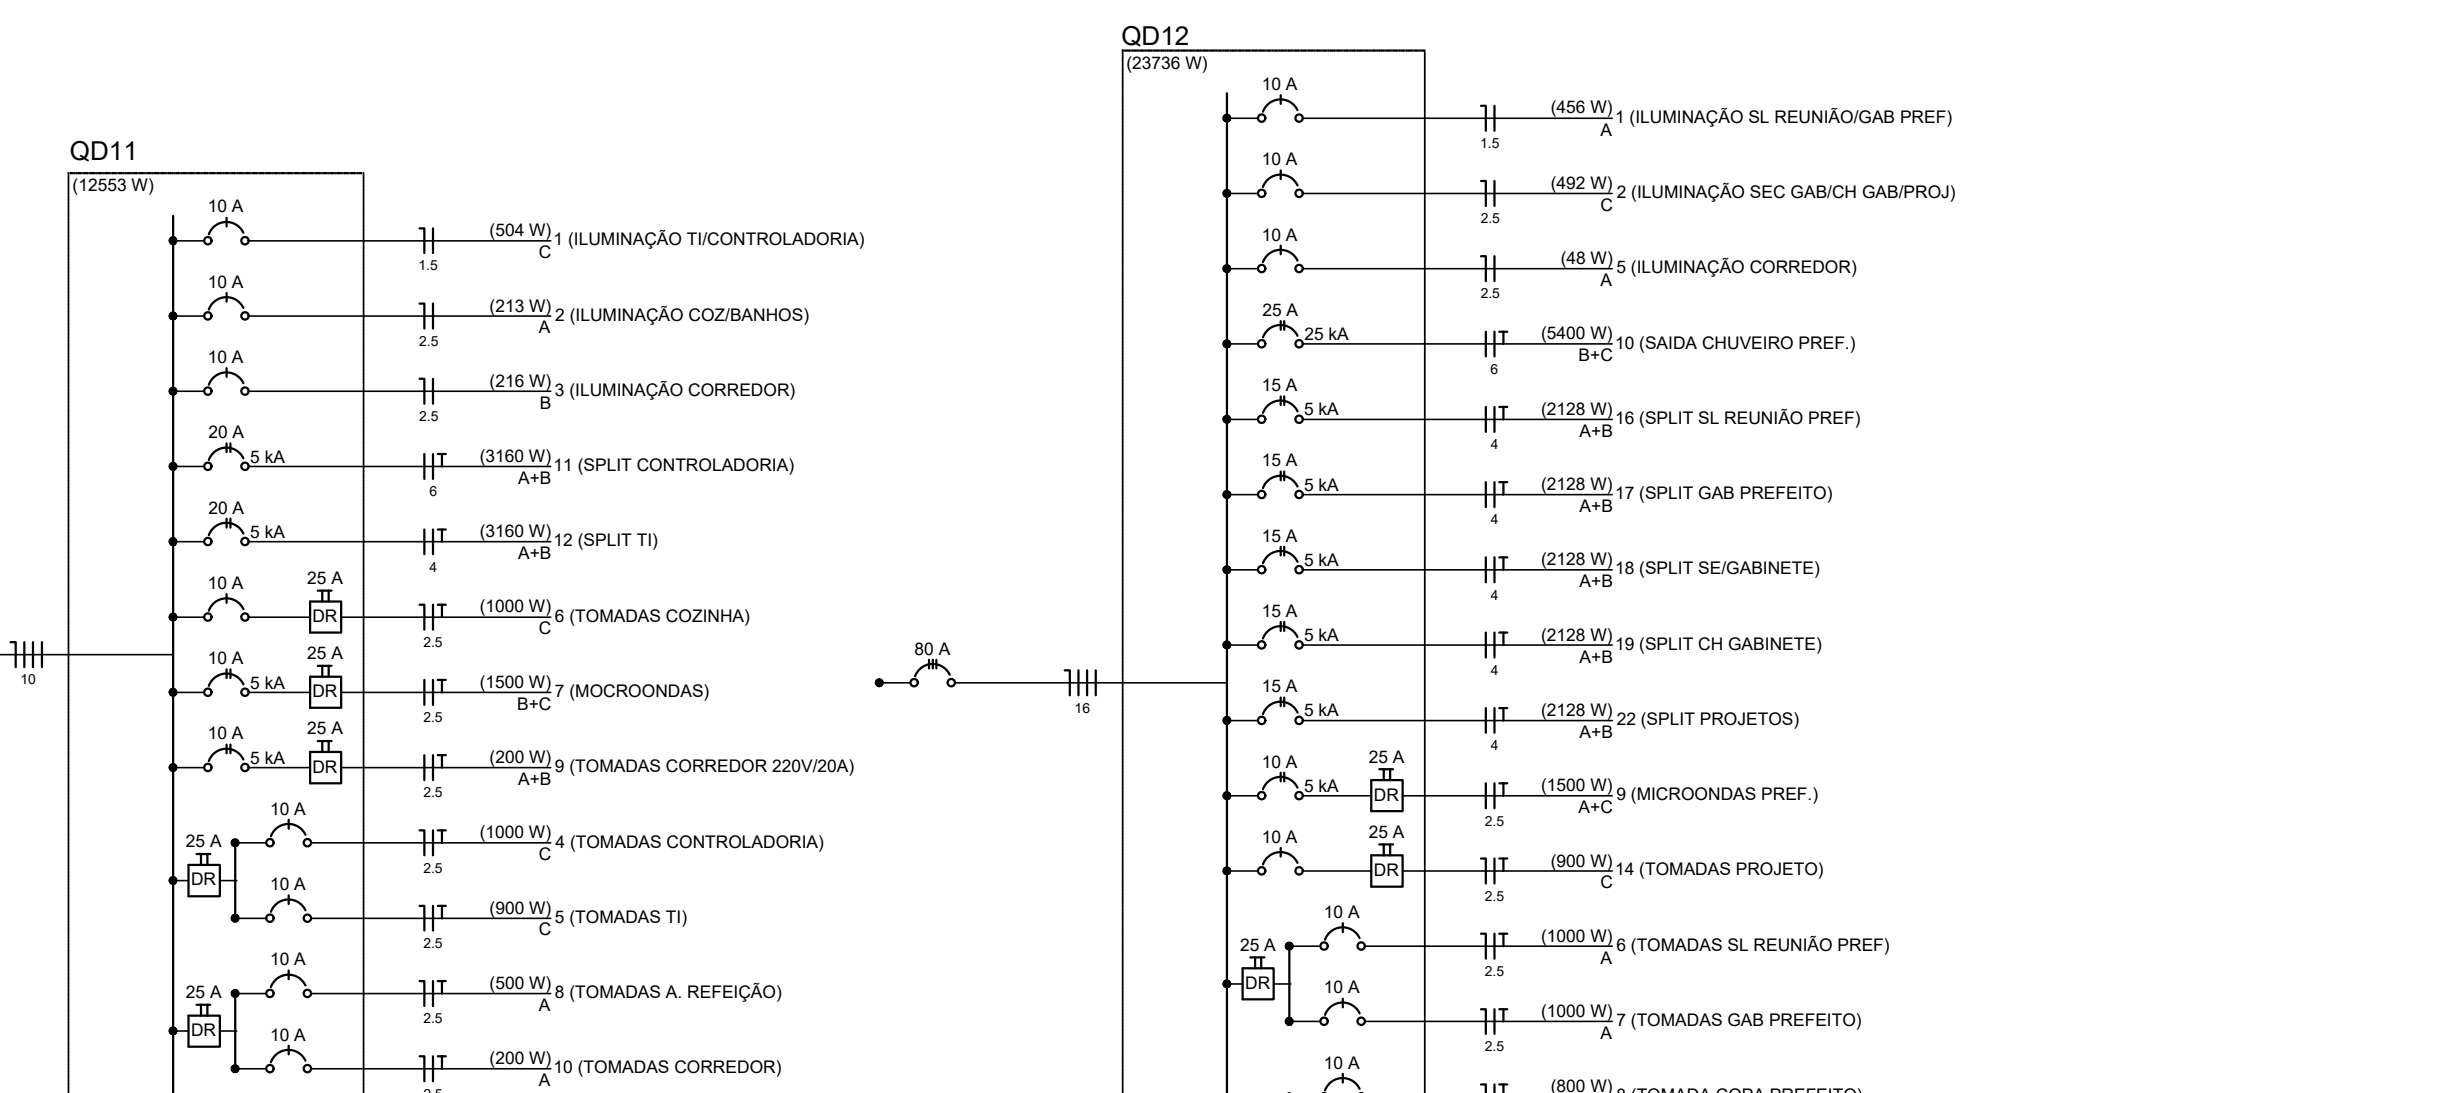 QD11
(12553 W)
10 A
(504 W)
1 (ILUMINAÇÃO TI/CONTROLADORIA)
C
1.5
10 A
(213 W)
2 (ILUMINAÇÃO COZ/BANHOS)
A
2.5
10 A
(216 W)
3 (ILUMINAÇÃO CORREDOR)
B
2.5
20 A
5 kA
(3160 W)
11 (SPLIT CONTROLADORIA)
A+B
6
20 A
5 kA
(3160 W)
12 (SPLIT TI)
A+B
4
10 A
25 A
DR
(1000 W)
6 (TOMADAS COZINHA)
C
2.5
10
10 A
5 kA
25 A
DR
(1500 W)
7 (MOCROONDAS)
B+C
2.5
10 A
5 kA
25 A
DR
(200 W)
9 (TOMADAS CORREDOR 220V/20A)
A+B
2.5
25 A
DR
10 A
(1000 W)
4 (TOMADAS CONTROLADORIA)
C
2.5
10 A
(900 W)
5 (TOMADAS TI)
C
2.5
25 A
DR
10 A
(500 W)
8 (TOMADAS A. REFEIÇÃO)
A
2.5
10 A
(200 W)
10 (TOMADAS CORREDOR)
A
2.5
QD12
(23736 W)
10 A
(456 W)
1 (ILUMINAÇÃO SL REUNIÃO/GAB PREF)
A
1.5
10 A
(492 W)
2 (ILUMINAÇÃO SEC GAB/CH GAB/PROJ)
C
2.5
10 A
(48 W)
5 (ILUMINAÇÃO CORREDOR)
A
2.5
25 A
25 kA
(5400 W)
10 (SAIDA CHUVEIRO PREF.)
B+C
6
15 A
5 kA
(2128 W)
16 (SPLIT SL REUNIÃO PREF)
A+B
4
15 A
5 kA
(2128 W)
17 (SPLIT GAB PREFEITO)
A+B
4
15 A
5 kA
(2128 W)
18 (SPLIT SE/GABINETE)
A+B
4
15 A
5 kA
(2128 W)
19 (SPLIT CH GABINETE)
A+B
4
80 A
16
15 A
5 kA
(2128 W)
22 (SPLIT PROJETOS)
A+B
4
10 A
5 kA
25 A
DR
(1500 W)
9 (MICROONDAS PREF.)
A+C
2.5
10 A
25 A
DR
(900 W)
14 (TOMADAS PROJETO)
C
2.5
25 A
DR
10 A
(1000 W)
6 (TOMADAS SL REUNIÃO PREF)
A
2.5
10 A
(1000 W)
7 (TOMADAS GAB PREFEITO)
A
2.5
10 A
(800 W)
8 (TOMADA COPA PREFEITO)